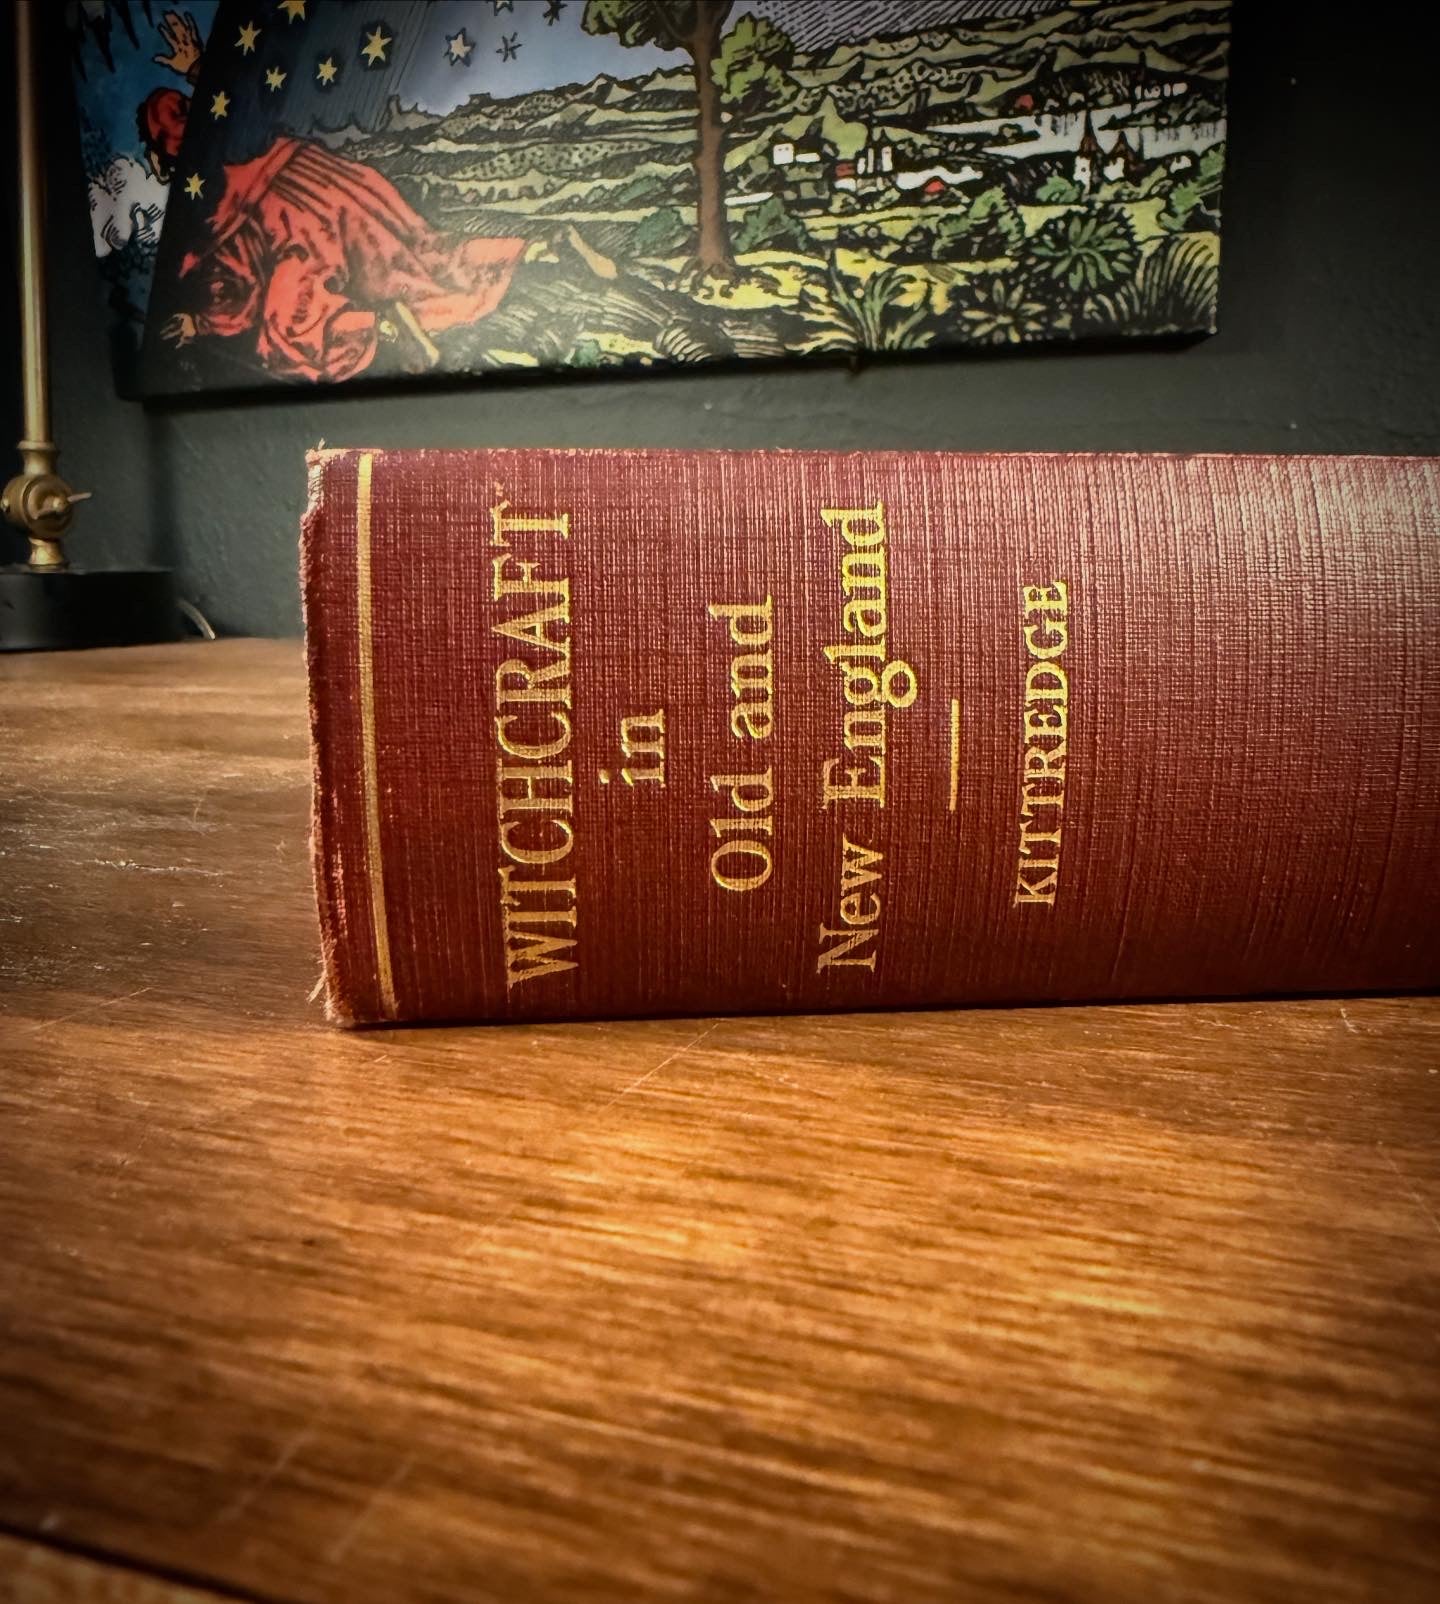 WITCHCRAFT
in
Old and
New England
KITTREDGE